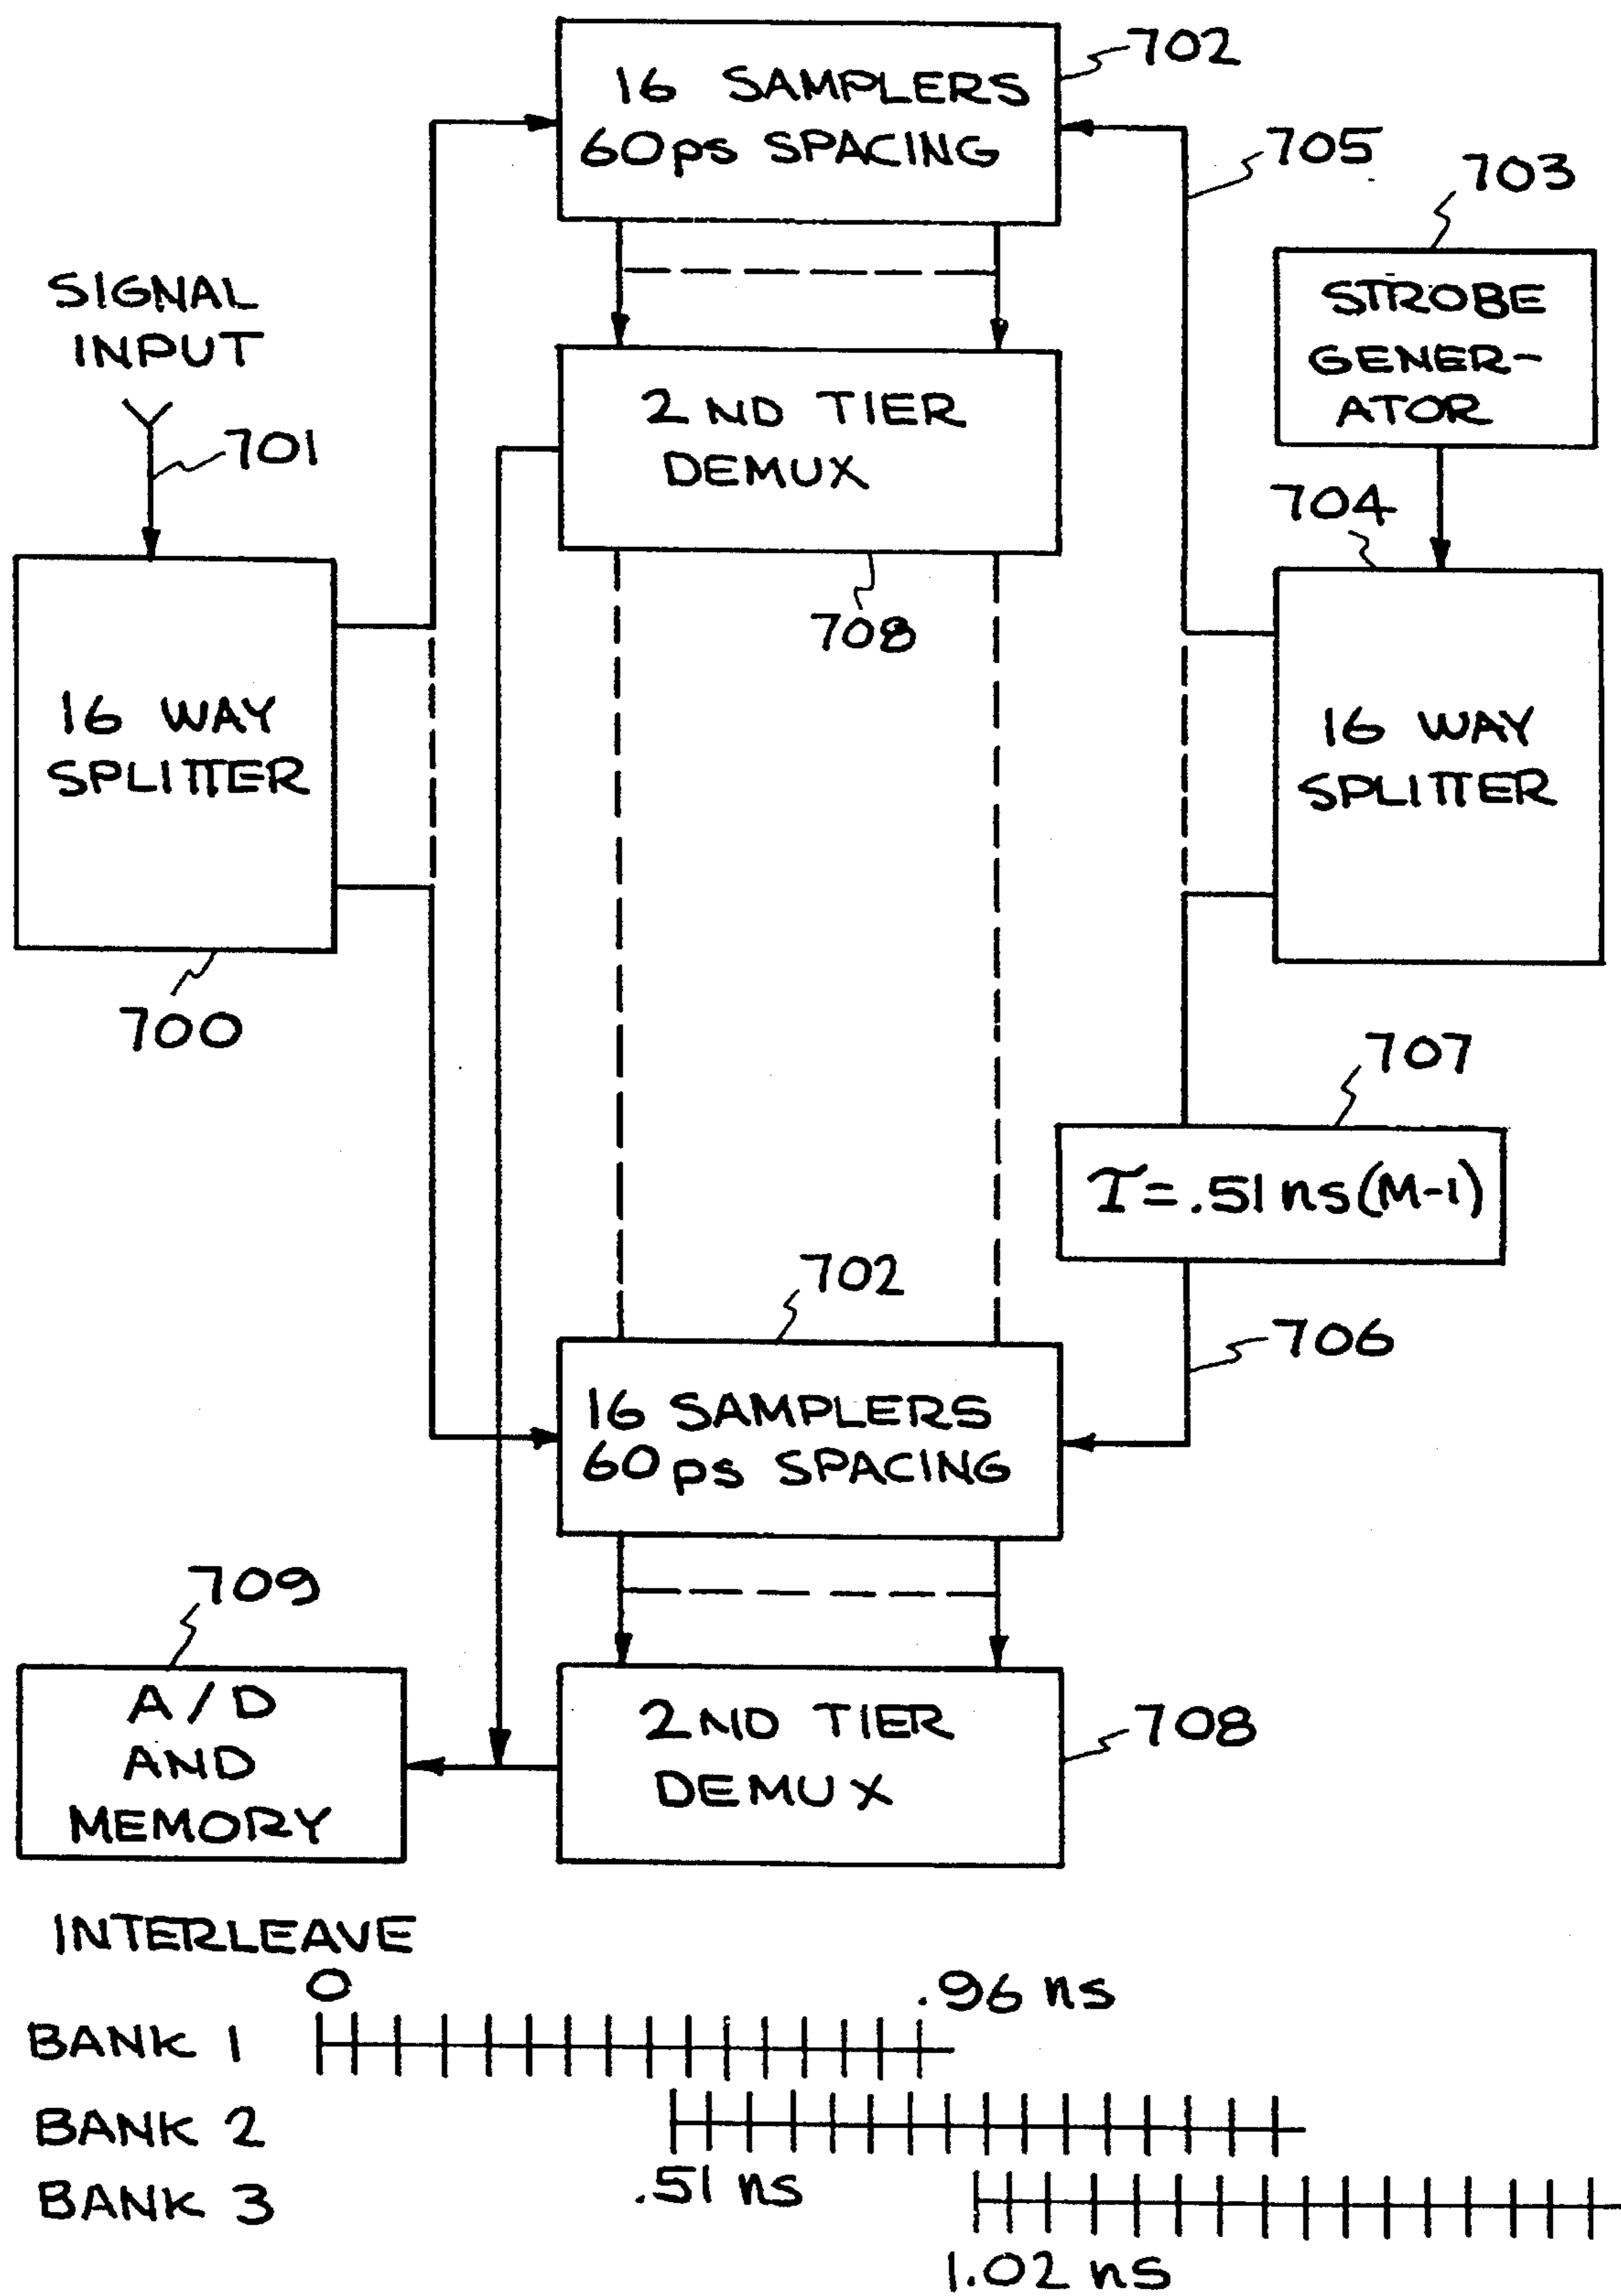 16 SAMPLERS
60ps SPACING
702
705
703
STROBE
GENER-
ATOR
SIGNAL
INPUT
701
2ND TIER
DEMUX
708
704
16 WAY
SPLITTER
700
16 WAY
SPLITTER
707
τ=.51ns(M-1)
702
16 SAMPLERS
60ps SPACING
706
709
A/D
AND
MEMORY
2ND TIER
DEMUX
708
INTERLEAVE
0
.96 ns
BANK 1
BANK 2
.51 ns
BANK 3
1.02 ns